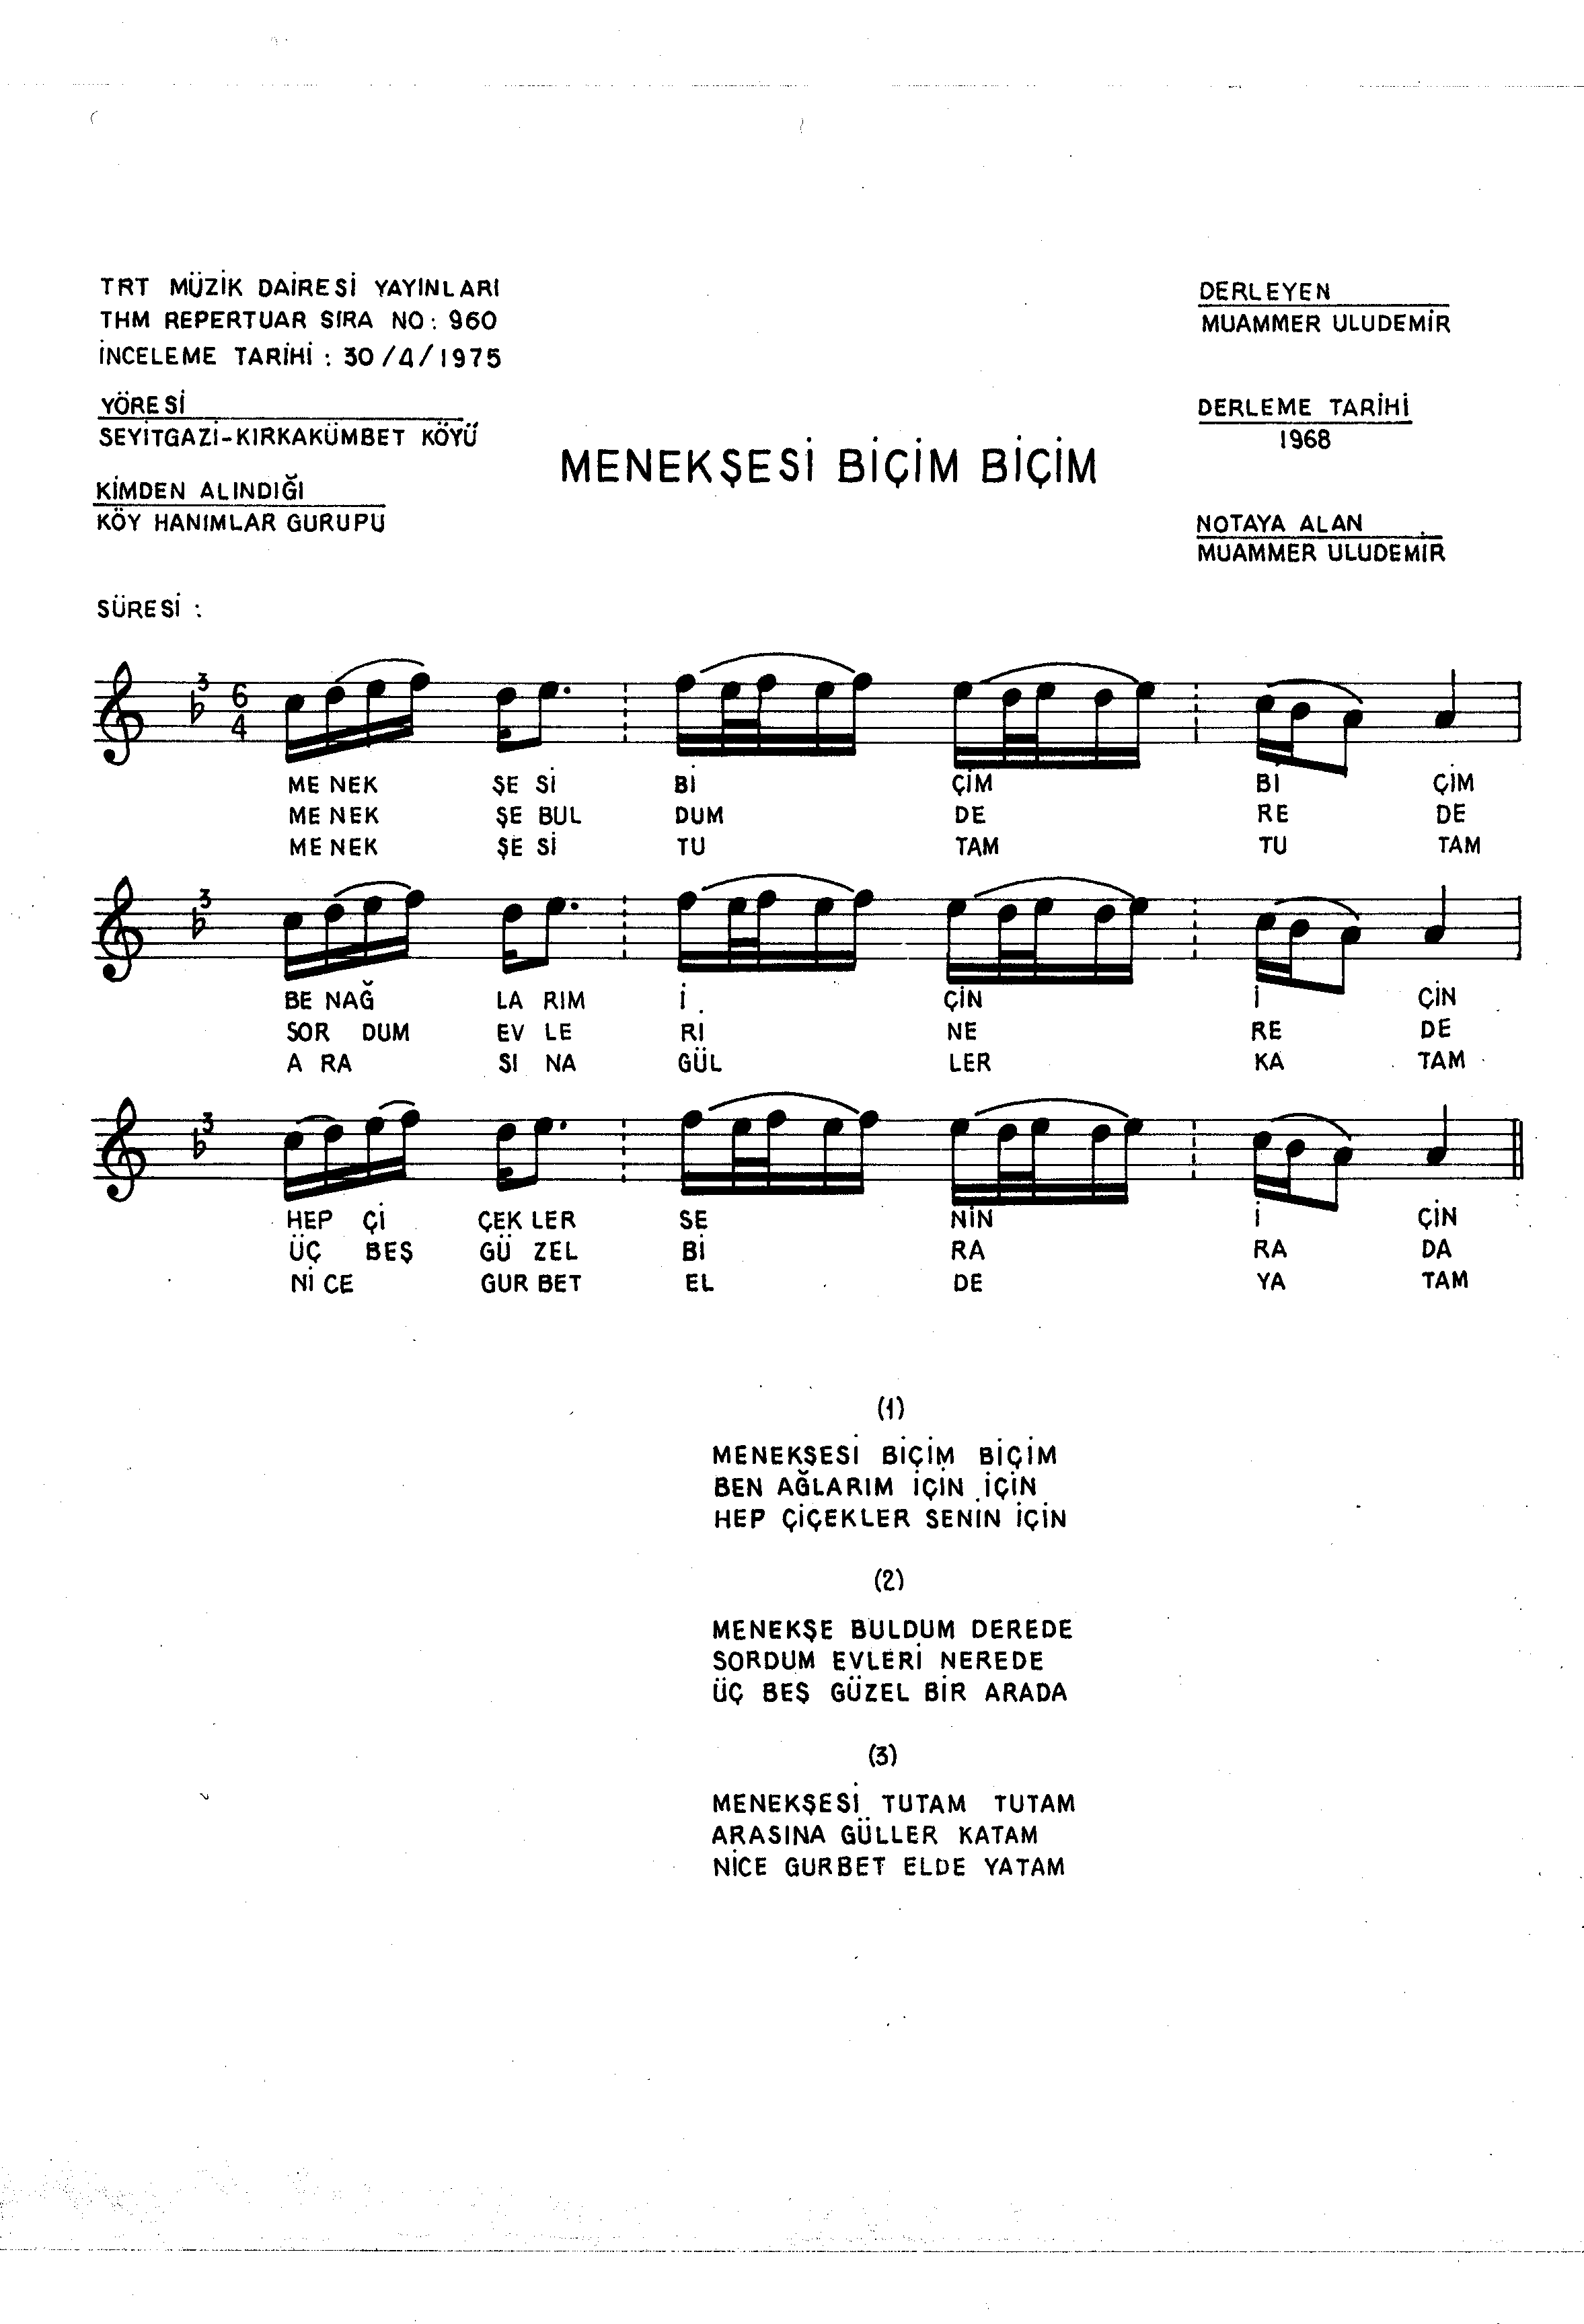 TRT MÜZİK DAİRESİ YAYINLARI
THM REPERTUAR SIRA NO: 960
İNCELEME TARİHİ : 30/4/1975
YÖRESİ
SEYİTGAZİ-KIRKAKÜMBET KÖYÜ
KİMDEN ALINDIĞI
KÖY HANIMLAR GURUPU
SÜRESİ :
MENEKŞESİ BİÇİM BİÇİM
DERLEYEN
MUAMMER ULUDEMİR
DERLEME TARİHİ
1968
NOTAYA ALAN
MUAMMER ULUDEMİR
3 6 4
ME NEK ŞE Sİ Bİ ÇİM Bİ ÇİM
ME NEK ŞE BUL DUM DE RE DE
ME NEK ŞE Sİ TU TAM TU TAM
3
BE NAĞ LA RIM İ ÇİN İ ÇİN
SOR DUM EV LE Rİ NE RE DE
A RA SI NA GÜL LER KA TAM
3
HEP Çİ ÇEK LER SE NİN İ ÇİN
ÜÇ BEŞ GÜ ZEL Bİ RA RA DA
Nİ CE GUR BET EL DE YA TAM
(1)
MENEKŞESİ BİÇİM BİÇİM
BEN AĞLARIM İÇİN İÇİN
HEP ÇİÇEKLER SENİN İÇİN
(2)
MENEKŞE BULDUM DEREDE
SORDUM EVLERİ NEREDE
ÜÇ BEŞ GÜZEL BİR ARADA
(3)
MENEKŞESİ TUTAM TUTAM
ARASINA GÜLLER KATAM
NİCE GURBET ELDE YATAM